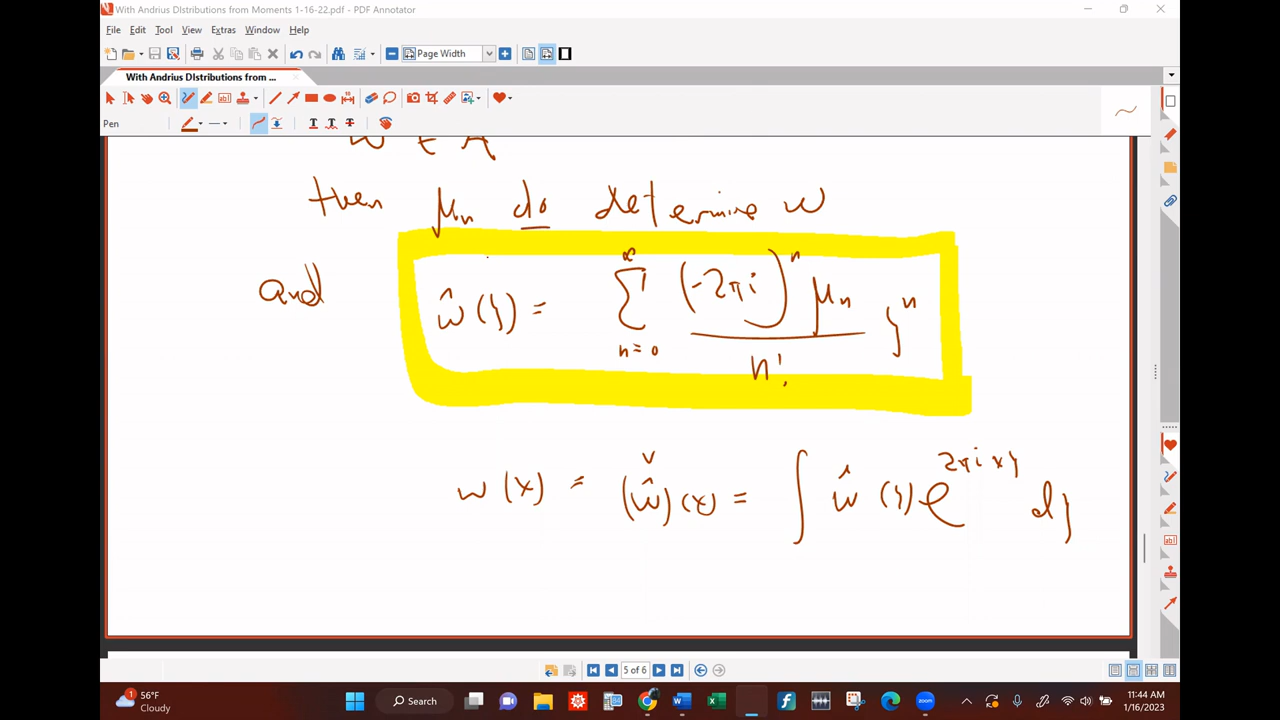 With Andrius DIstributions from Moments 1-16-22.pdf - PDF Annotator
File Edit Tool View Extras Window Help
Page Width
With Andrius DIstributions from ...
Pen
then μn do determine w
and ŵ(ξ) = ∑ n=0 ∞ (-2πi)^n μn / n! ξ^n
w(x) = (ŵ)ˇ(x) = ∫ ŵ(ξ) e^{2πixξ} dξ
5 of 6
1
56°F
Cloudy
Search
zoom
11:44 AM
1/16/2023